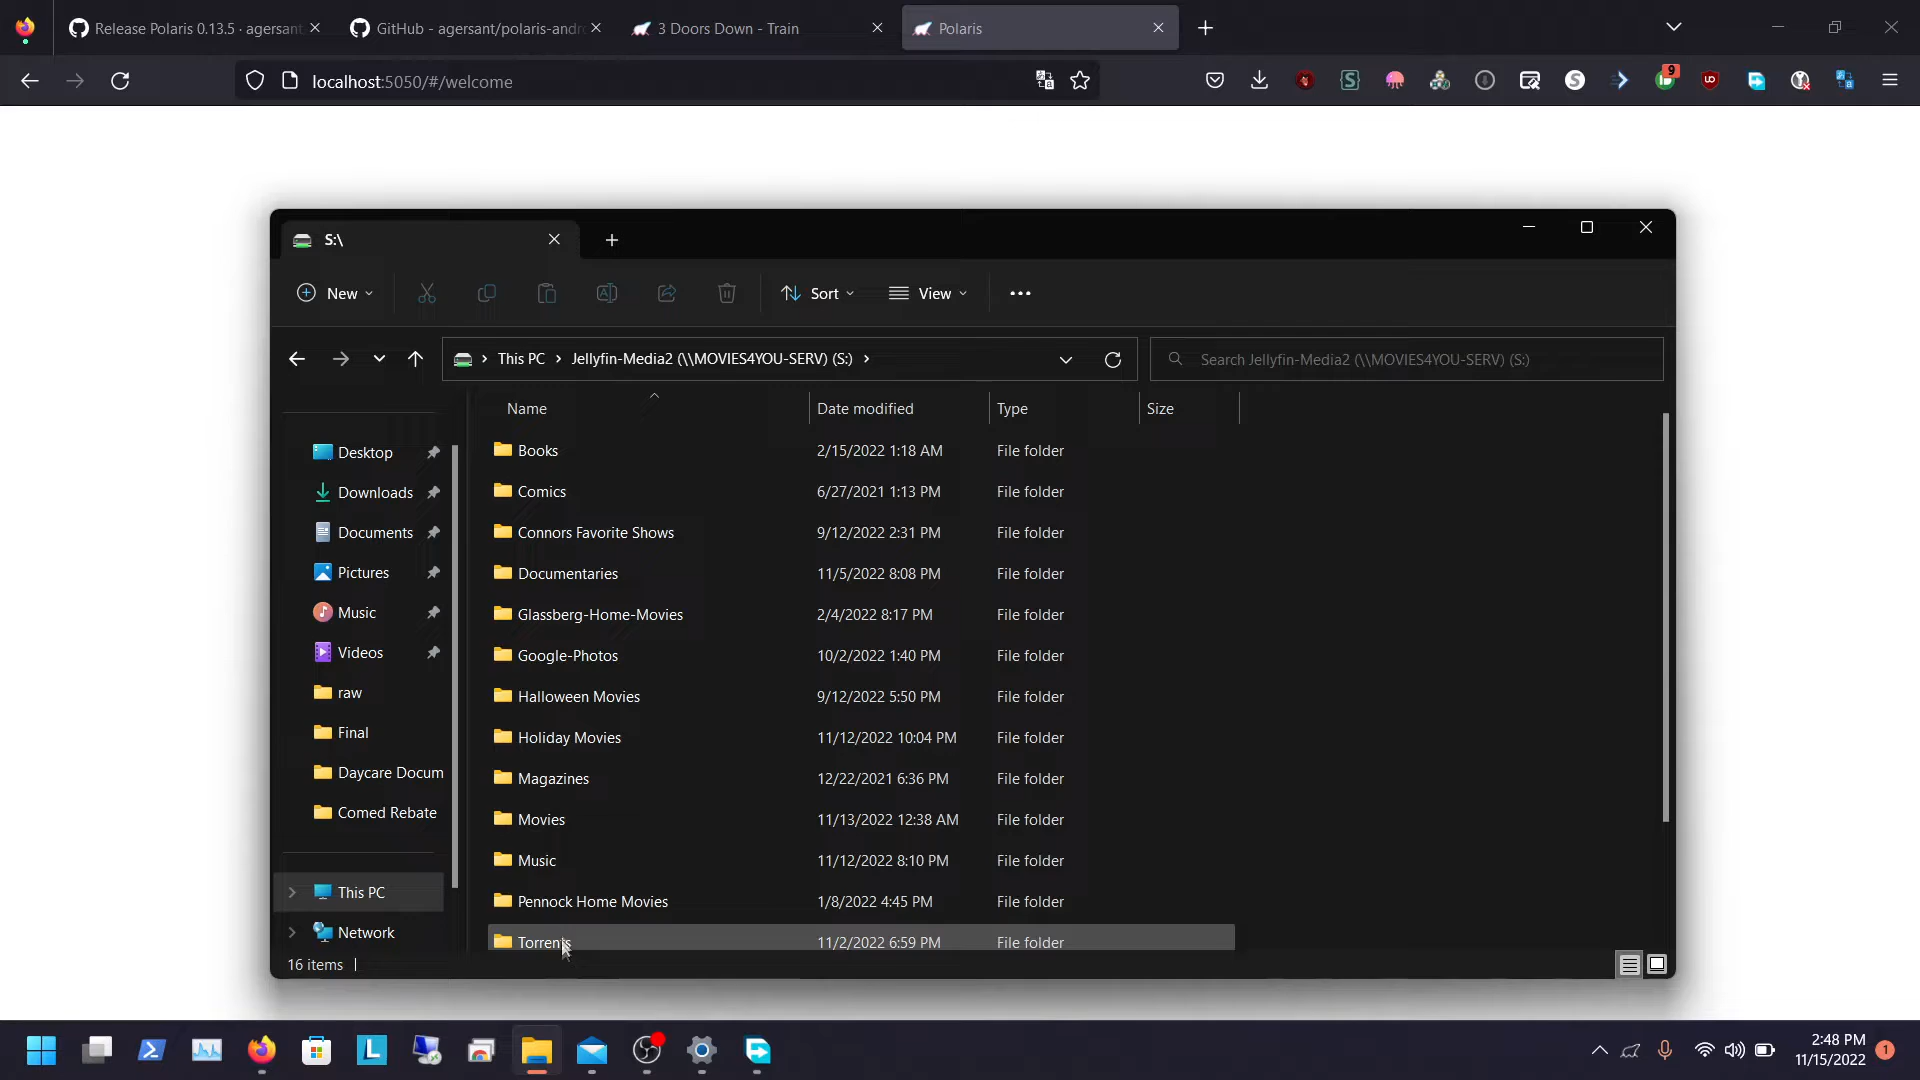 Release Polaris 0.13.5 · agersant
GitHub - agersant/polaris-andro
3 Doors Down - Train
Polaris
localhost:5050/#/welcome
9
S:\
New
Sort
View
This PC
Jellyfin-Media2 (\\MOVIES4YOU-SERV) (S:)
Search Jellyfin-Media2 (\\MOVIES4YOU-SERV) (S:)
Name
Date modified
Type
Size
Desktop
Downloads
Documents
Pictures
Music
Videos
raw
Final
Daycare Docum
Comed Rebate
This PC
Network
Books 2/15/2022 1:18 AM File folder
Comics 6/27/2021 1:13 PM File folder
Connors Favorite Shows 9/12/2022 2:31 PM File folder
Documentaries 11/5/2022 8:08 PM File folder
Glassberg-Home-Movies 2/4/2022 8:17 PM File folder
Google-Photos 10/2/2022 1:40 PM File folder
Halloween Movies 9/12/2022 5:50 PM File folder
Holiday Movies 11/12/2022 10:04 PM File folder
Magazines 12/22/2021 6:36 PM File folder
Movies 11/13/2022 12:38 AM File folder
Music 11/12/2022 8:10 PM File folder
Pennock Home Movies 1/8/2022 4:45 PM File folder
Torrents 11/2/2022 6:59 PM File folder
16 items
2:48 PM
11/15/2022
1